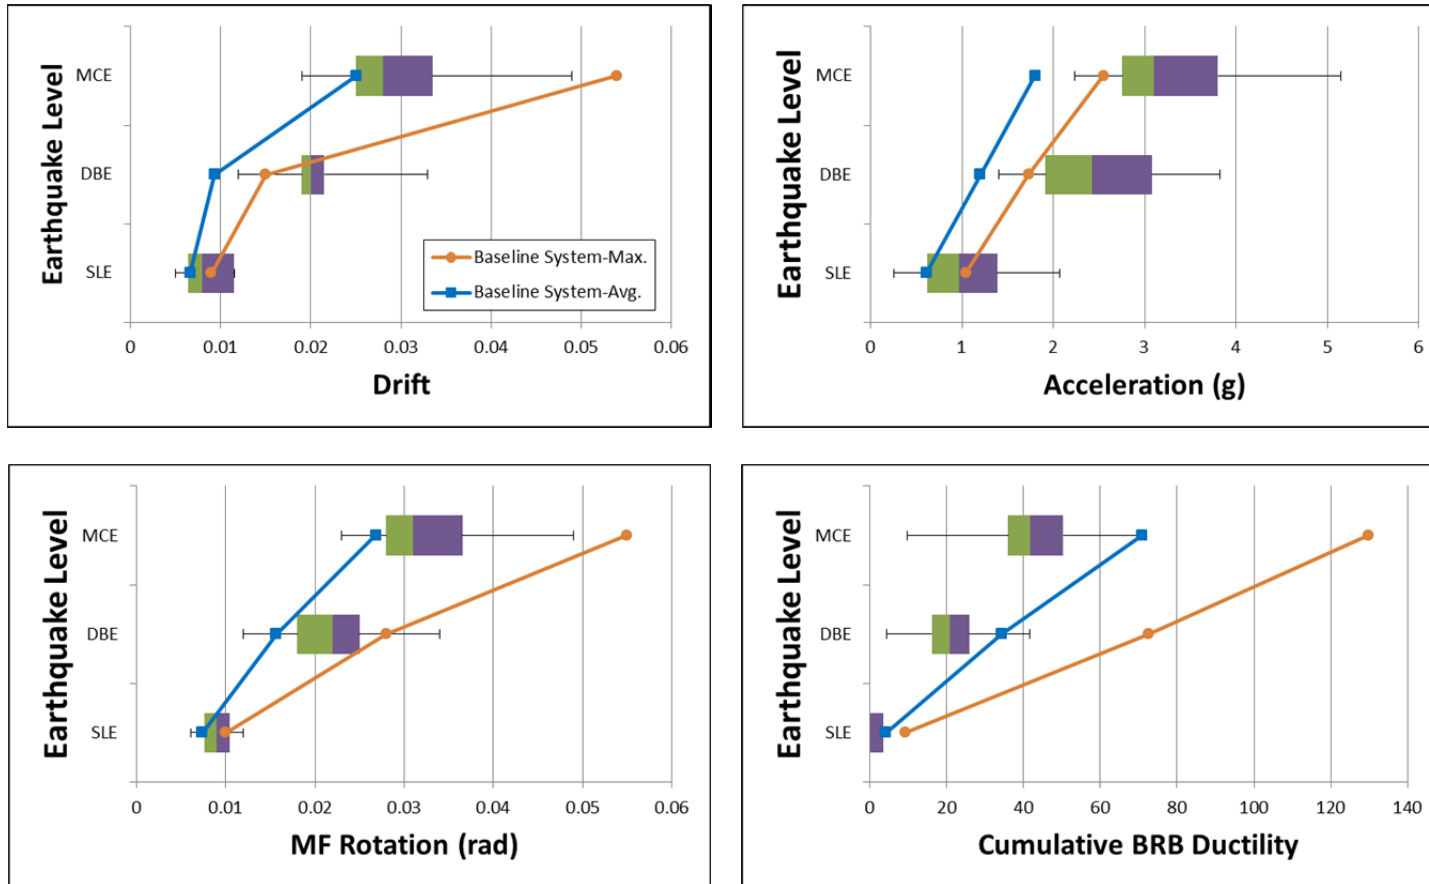 Earthquake Level
MCE
DBE
SLE
Baseline System-Max.
Baseline System-Avg.
0 0.01 0.02 0.03 0.04 0.05 0.06
Drift
Earthquake Level
MCE
DBE
SLE
0 1 2 3 4 5 6
Acceleration (g)
Earthquake Level
MCE
DBE
SLE
0 0.01 0.02 0.03 0.04 0.05 0.06
MF Rotation (rad)
Earthquake Level
MCE
DBE
SLE
0 20 40 60 80 100 120 140
Cumulative BRB Ductility